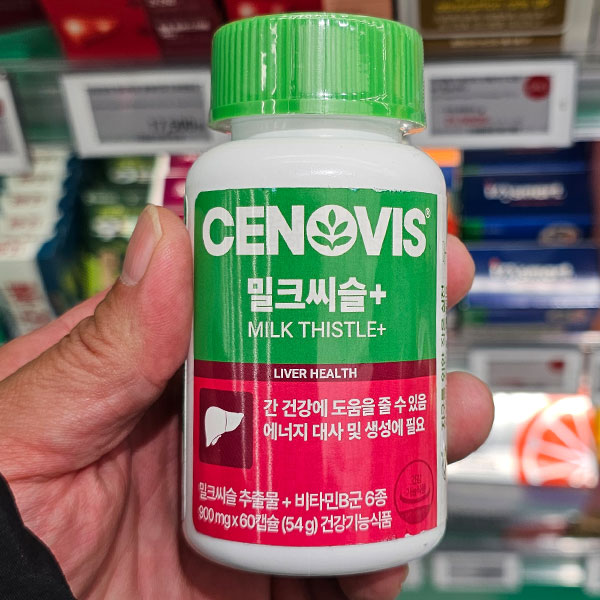 CENOVIS®
밀크씨슬+
MILK THISTLE+
LIVER HEALTH
간 건강에 도움을 줄 수 있음
에너지 대사 및 생성에 필요
밀크씨슬 추출물 + 비타민B군 6종
900 mg x 60캡슐 (54 g) 건강기능식품